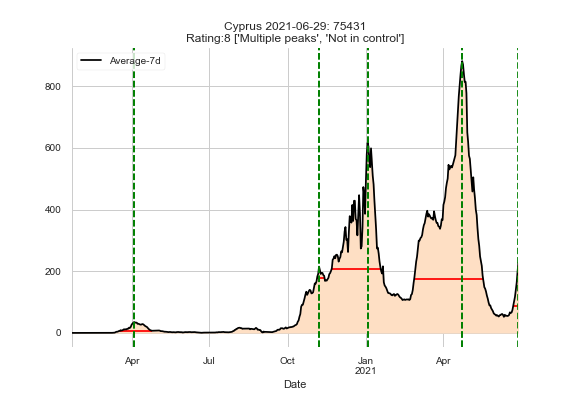 Cyprus 2021-06-29: 75431
Rating:8 ['Multiple peaks', 'Not in control']
Average-7d
800
600
400
200
0
Apr
Jul
Oct
Jan
2021
Apr
Date